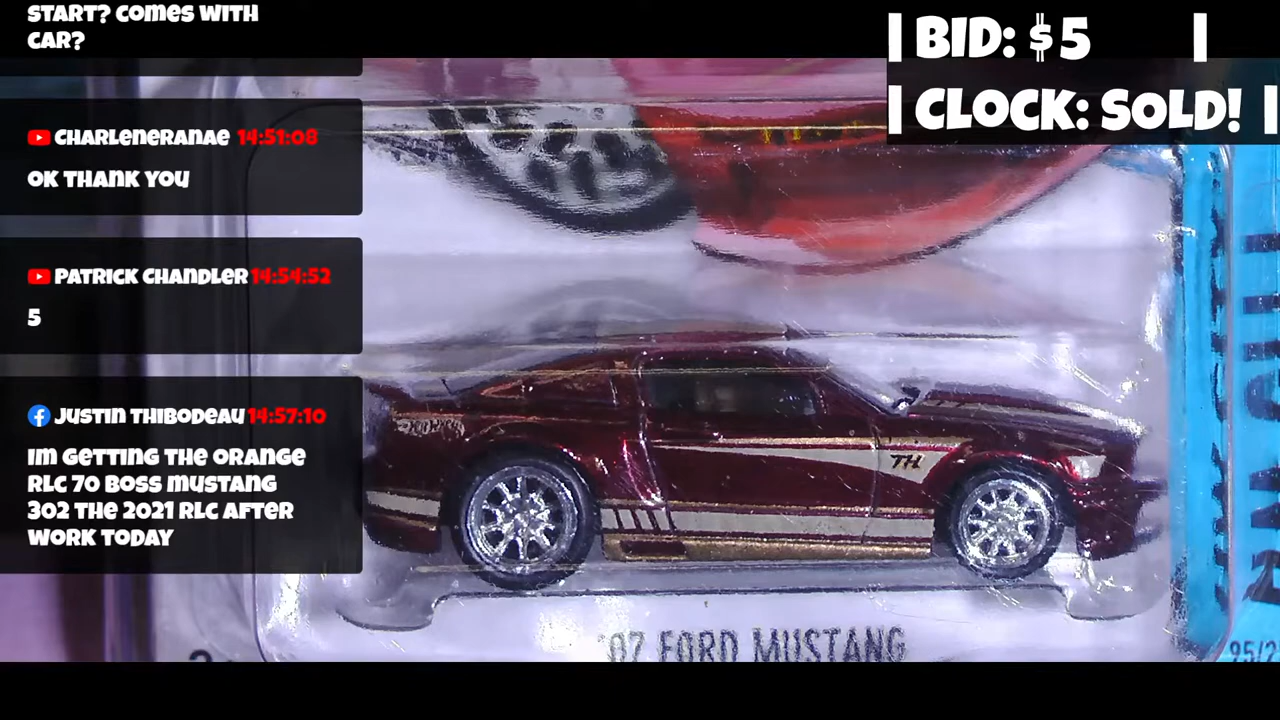 START? COMES WITH
CAR?
CHARLENERANAE 14:51:08
OK THANK YOU
PATRICK CHANDLER 14:54:52
5
JUSTIN THIBODEAU 14:57:10
IM GETTING THE ORANGE
RLC 70 BOSS MUSTANG
302 THE 2021 RLC AFTER
WORK TODAY
| BID: $5 |
| CLOCK: SOLD! |
TH
'07 FORD MUSTANG